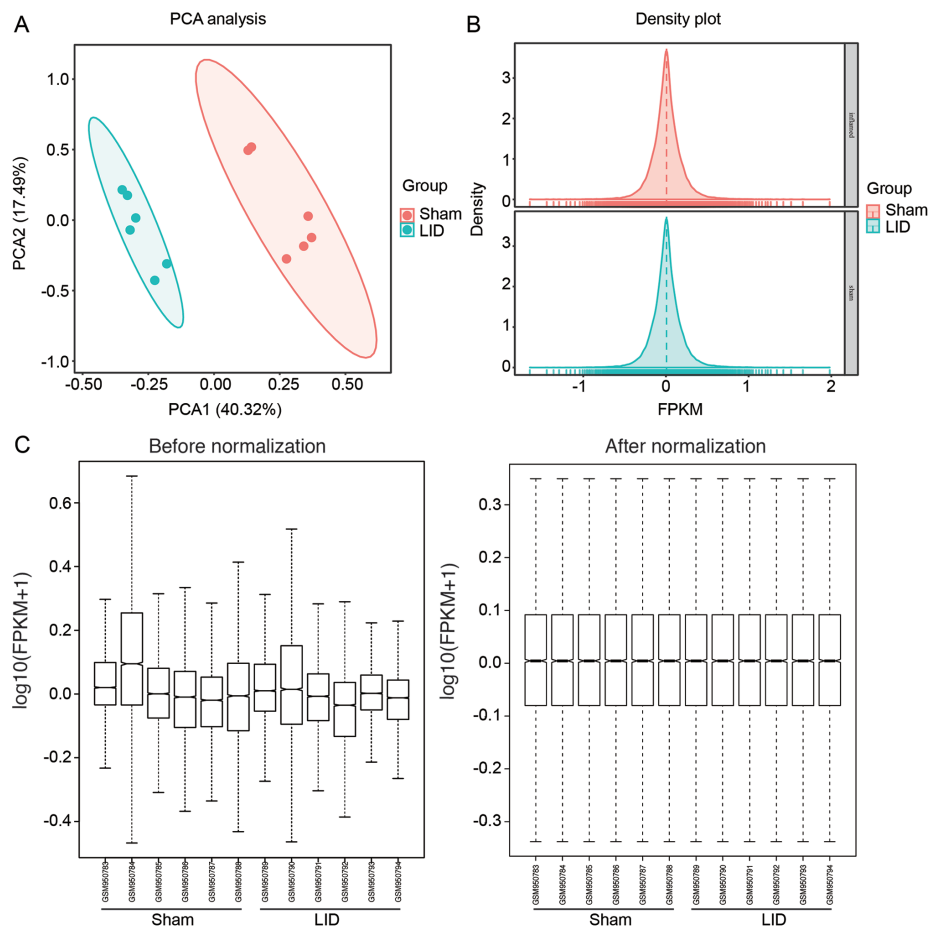 A
PCA analysis
PCA2 (17.49%)
1.0
0.5
0.0
-0.5
-1.0
-0.50
-0.25
0.00
0.25
0.50
PCA1 (40.32%)
Group
Sham
LID
B
Density plot
Density
3
2
1
0
inflamed
3
2
1
0
sham
-1
0
1
2
FPKM
Group
Sham
LID
C
Before normalization
log10(FPKM+1)
0.6
0.4
0.2
0.0
-0.2
-0.4
GSM950783
GSM950784
GSM950785
GSM950786
GSM950787
GSM950788
GSM950789
GSM950790
GSM950791
GSM950792
GSM950793
GSM950794
Sham
LID
After normalization
log10(FPKM+1)
0.3
0.2
0.1
0.0
-0.1
-0.2
-0.3
GSM950783
GSM950784
GSM950785
GSM950786
GSM950787
GSM950788
GSM950789
GSM950790
GSM950791
GSM950792
GSM950793
GSM950794
Sham
LID